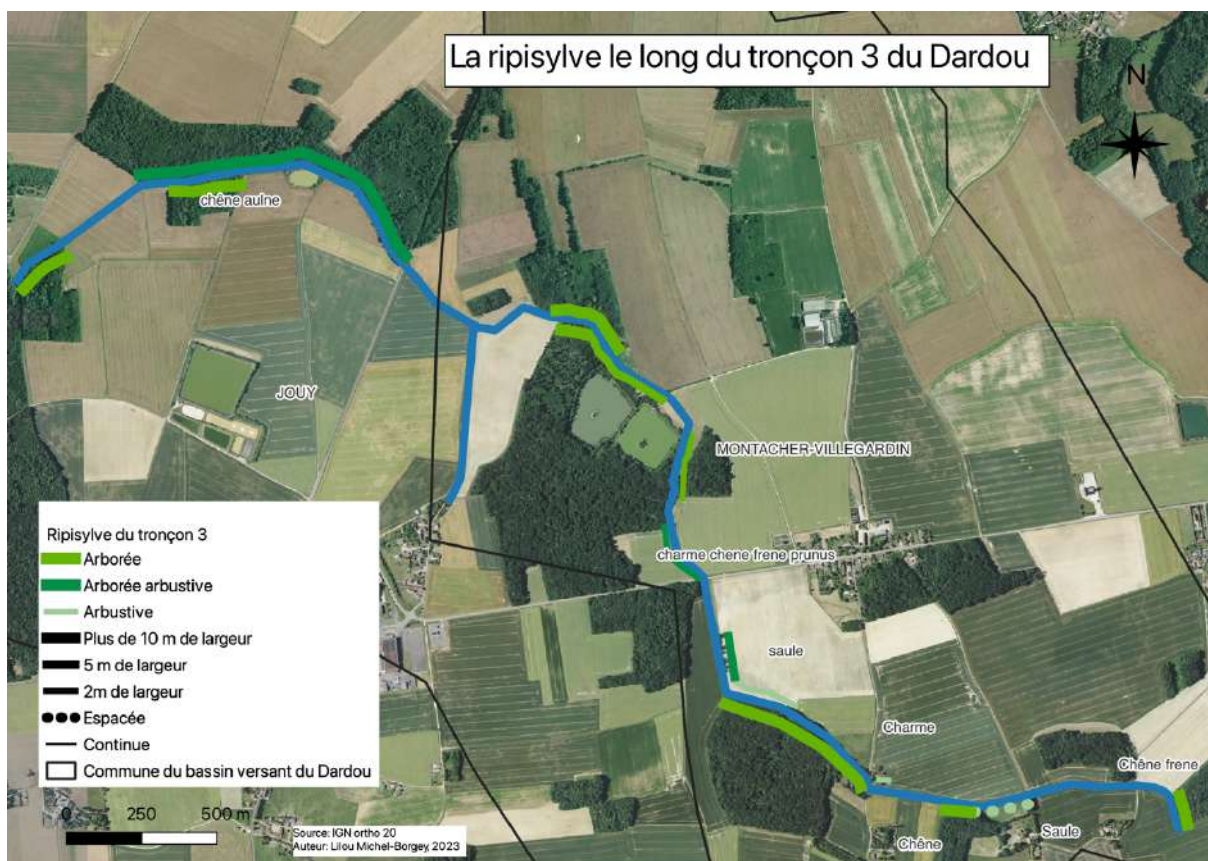 La ripisylve le long du tronçon 3 du Dardou
N
chêne aulne
JOUY
MONTACHER-VILLEGARDIN
charme chene frene prunus
saule
Charme
Chêne frene
Chêne
Saule
Ripisylve du tronçon 3
Arborée
Arborée arbustive
Arbustive
Plus de 10 m de largeur
5 m de largeur
2m de largeur
Espacée
Continue
Commune du bassin versant du Dardou
0 250 500 m
Source: IGN ortho 20
Auteur: Lilou Michel-Borgey, 2023